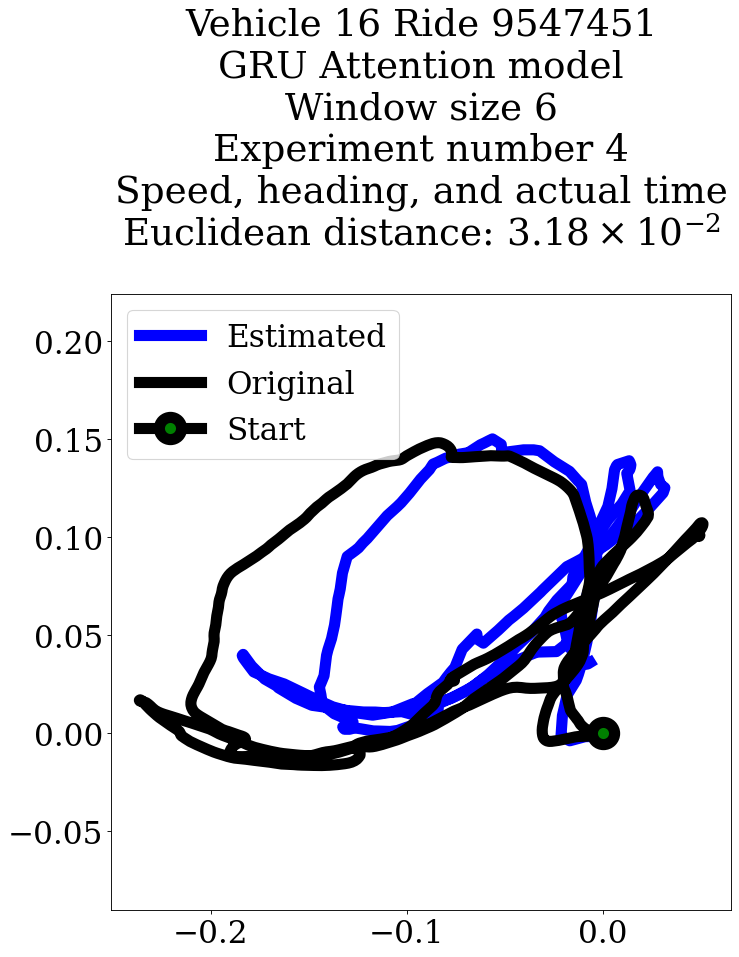 Vehicle 16 Ride 9547451
GRU Attention model
Window size 6
Experiment number 4
Speed, heading, and actual time
Euclidean distance: 3.18 × 10⁻²
Estimated
Original
Start
0.20
0.15
0.10
0.05
0.00
−0.05
−0.2
−0.1
0.0